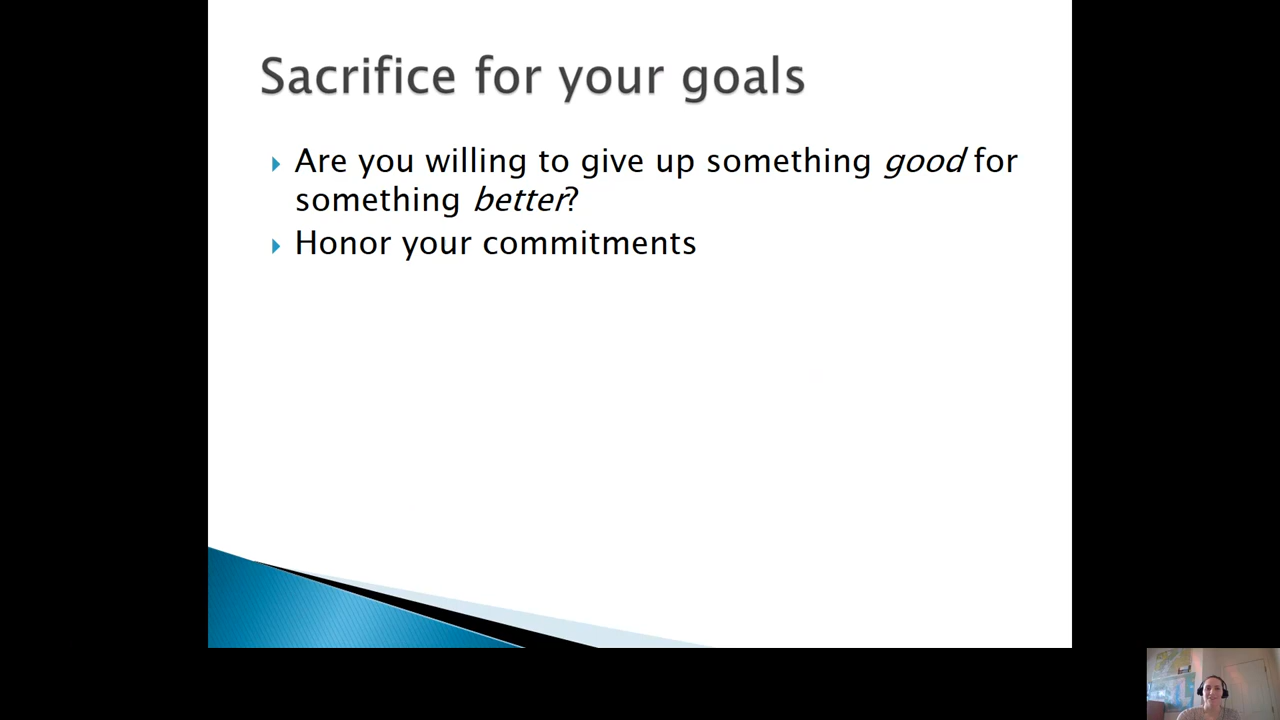 Sacrifice for your goals
Are you willing to give up something good for
something better?
Honor your commitments